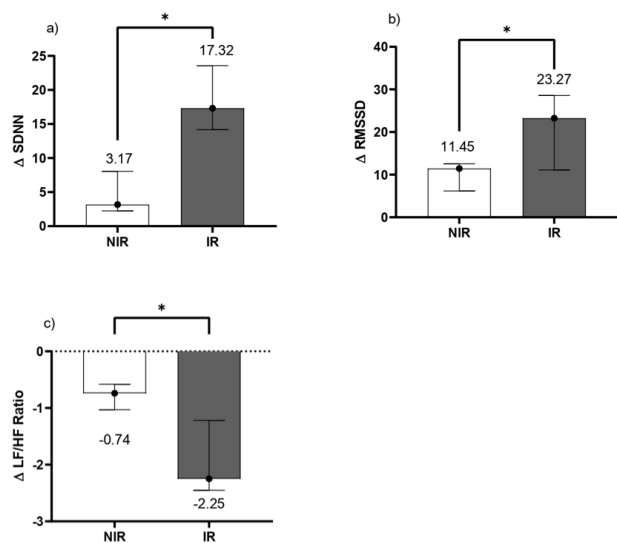 a)
*
17.32
3.17
Δ SDNN
25
20
15
10
5
0
NIR
IR
b)
*
23.27
11.45
Δ RMSSD
40
30
20
10
0
NIR
IR
c)
*
Δ LF/HF Ratio
0
-1
-2
-3
-0.74
-2.25
NIR
IR